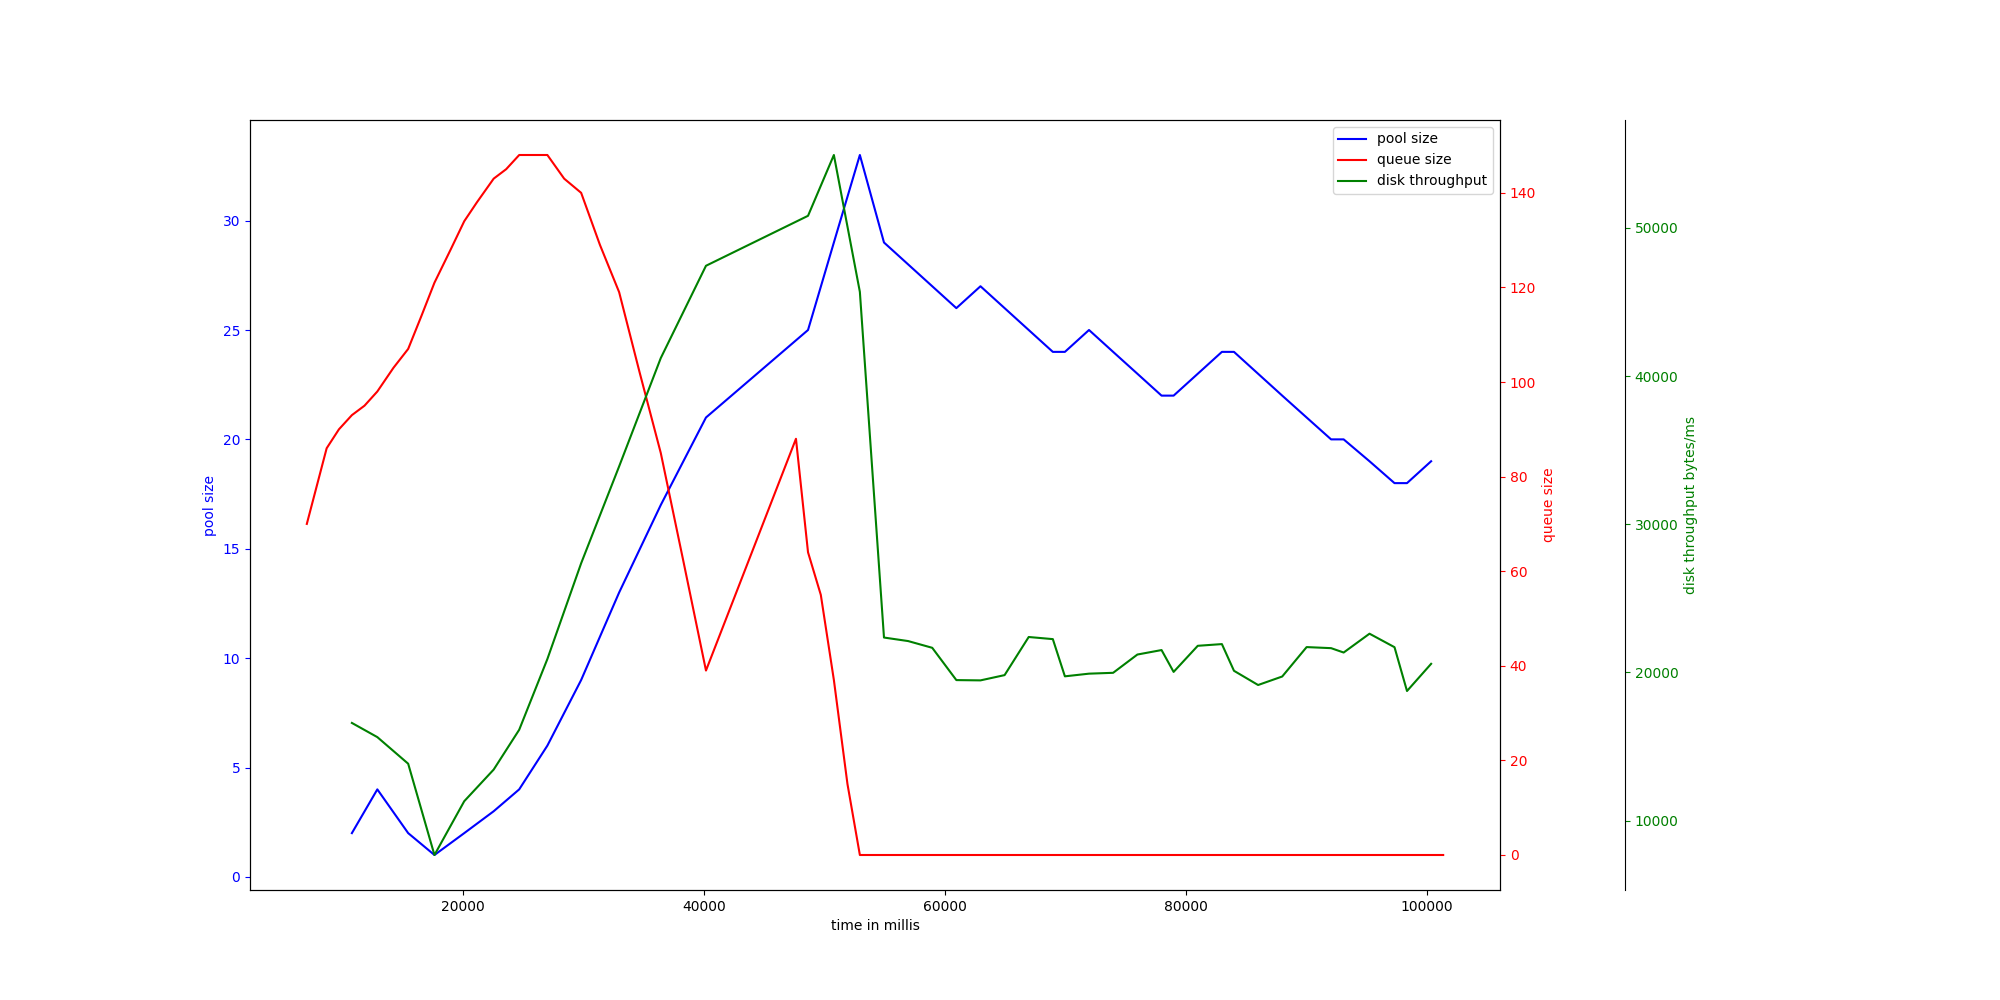 pool size
queue size
disk throughput
30
25
20
15
10
5
0
pool size
140
120
100
80
60
40
20
0
queue size
50000
40000
30000
20000
10000
disk throughput bytes/ms
20000 40000 60000 80000 100000
time in millis